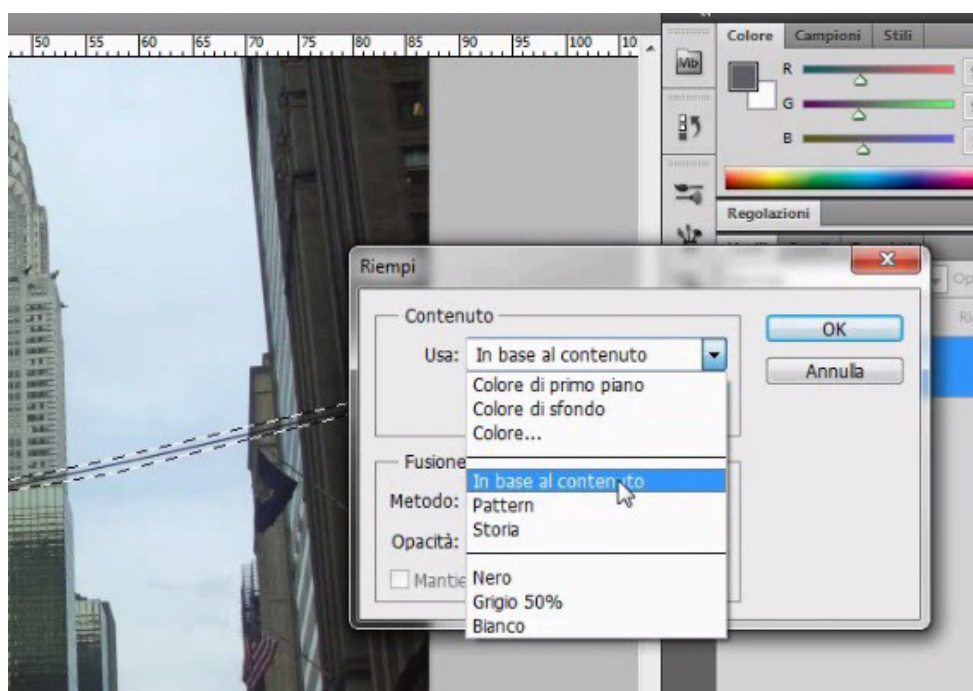 50 55 60 65 70 75 80 85 90 95 100 10
Mb
Colore Campioni Stili
R
G
B
Regolazioni
Riempi
Contenuto
Usa: In base al contenuto
Colore di primo piano
Colore di sfondo
Colore...
In base al contenuto
Pattern
Storia
Nero
Grigio 50%
Bianco
Fusione
Metodo:
Opacità:
Mantie
OK
Annulla
Op